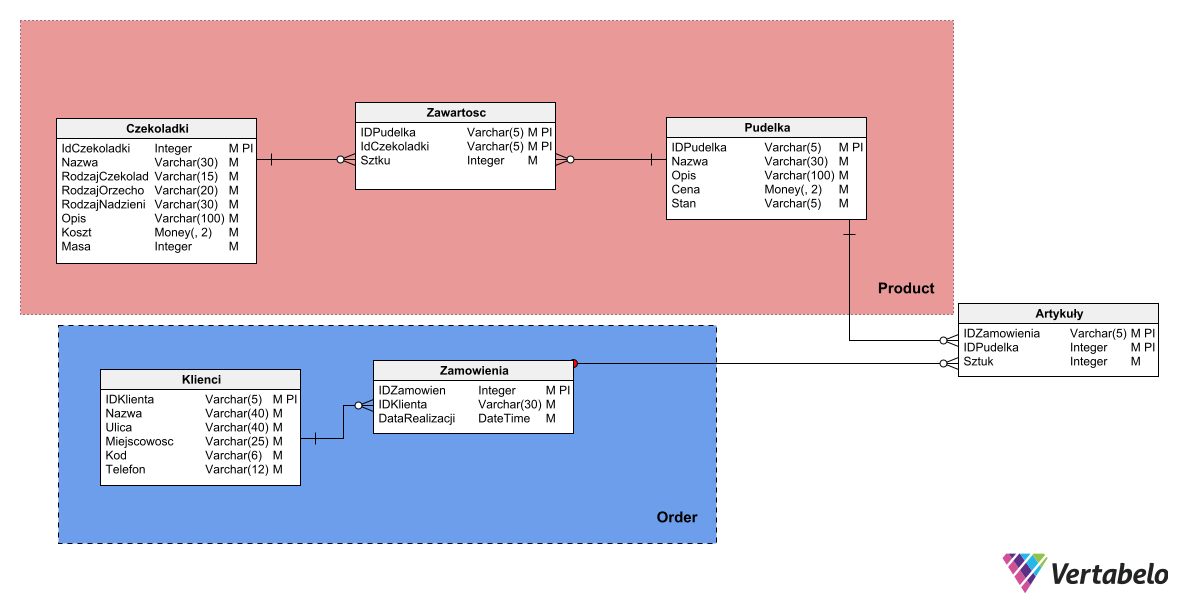 Czekoladki
IdCzekoladki Integer M PI
Nazwa Varchar(30) M
RodzajCzekolad Varchar(15) M
RodzajOrzecho Varchar(20) M
RodzajNadzieni Varchar(30) M
Opis Varchar(100) M
Koszt Money(, 2) M
Masa Integer M
Zawartosc
IDPudelka Varchar(5) M PI
IdCzekoladki Varchar(5) M PI
Sztku Integer M
Pudelka
IDPudelka Varchar(5) M PI
Nazwa Varchar(30) M
Opis Varchar(100) M
Cena Money(, 2) M
Stan Varchar(5) M
Product
Artykuły
IDZamowienia Varchar(5) M PI
IDPudelka Integer M PI
Sztuk Integer M
Klienci
IDKlienta Varchar(5) M PI
Nazwa Varchar(40) M
Ulica Varchar(40) M
Miejscowosc Varchar(25) M
Kod Varchar(6) M
Telefon Varchar(12) M
Zamowienia
IDZamowien Integer M PI
IDKlienta Varchar(30) M
DataRealizacji DateTime M
Order
Vertabelo